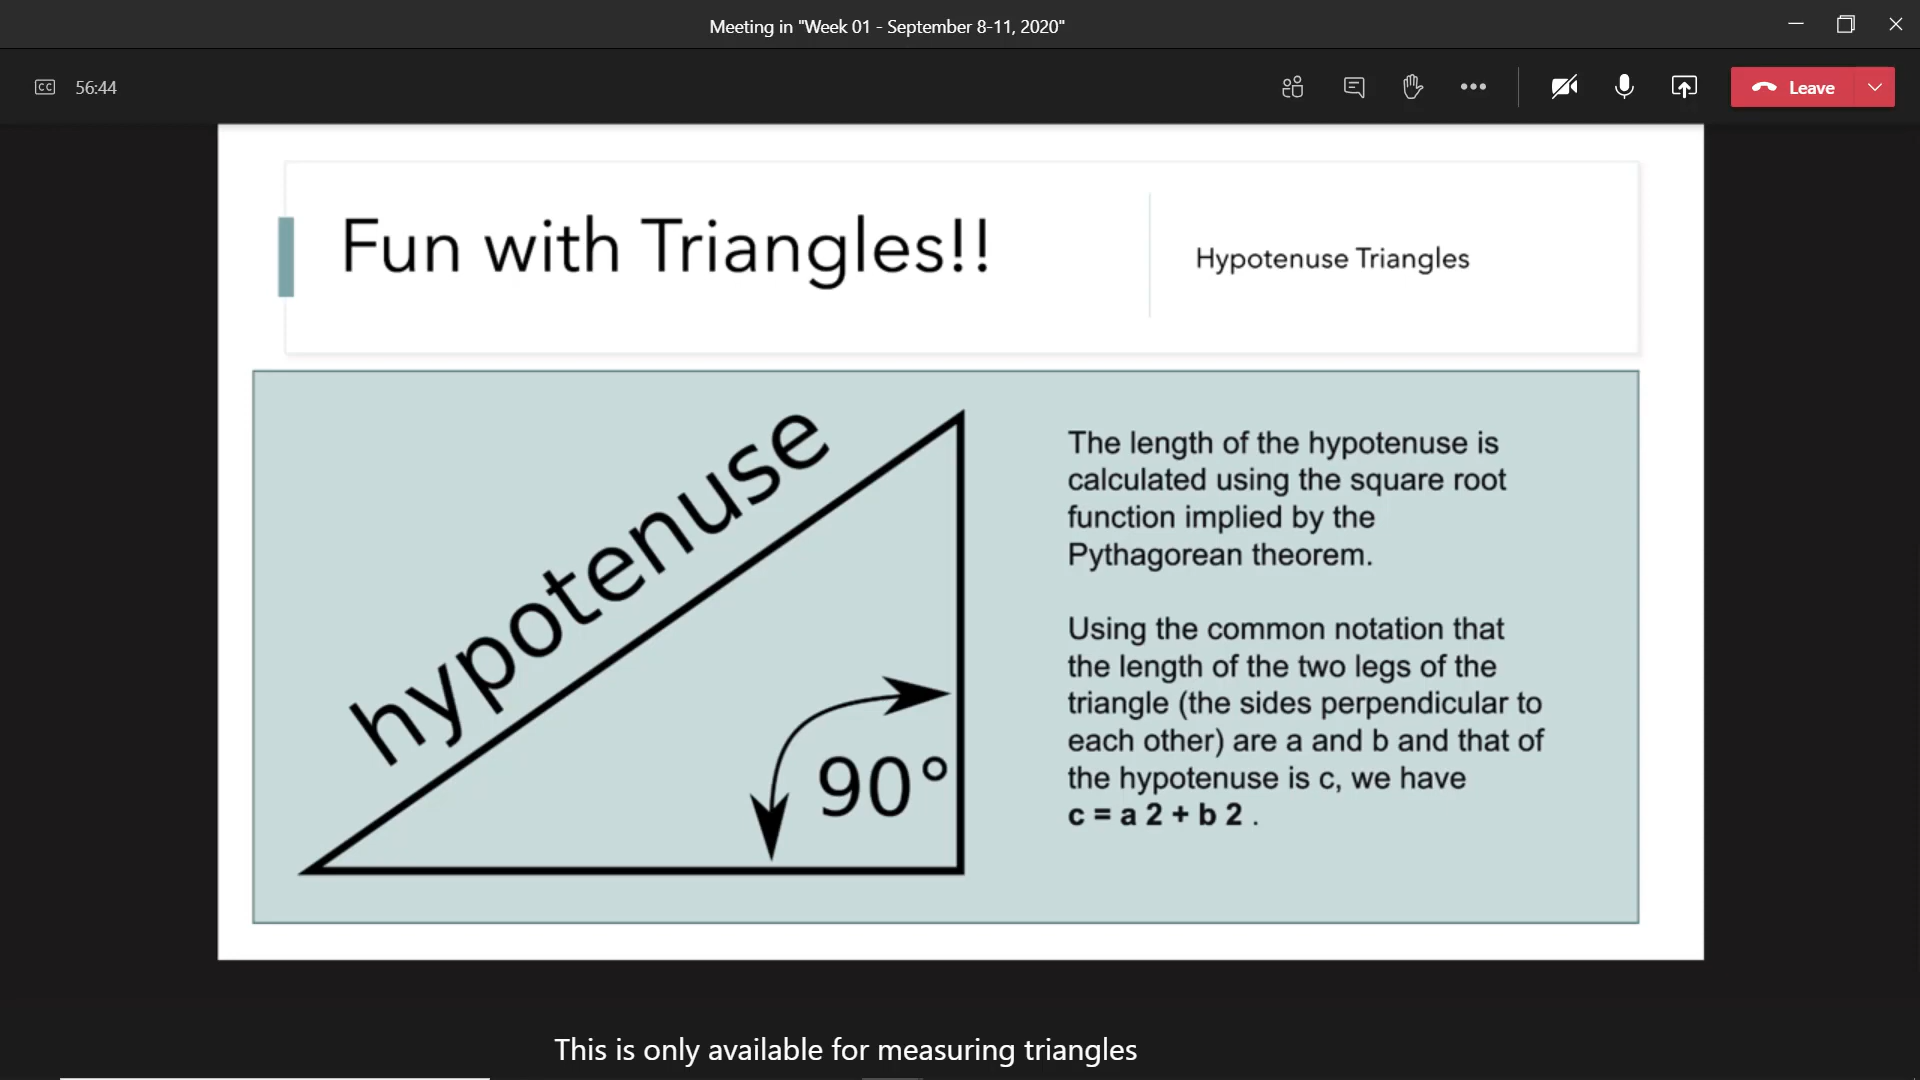 Meeting in "Week 01 - September 8-11, 2020"
CC 56:44
Leave
Fun with Triangles!!
Hypotenuse Triangles
hypotenuse
90°
The length of the hypotenuse is
calculated using the square root
function implied by the
Pythagorean theorem.
Using the common notation that
the length of the two legs of the
triangle (the sides perpendicular to
each other) are a and b and that of
the hypotenuse is c, we have
c = a 2 + b 2 .
This is only available for measuring triangles